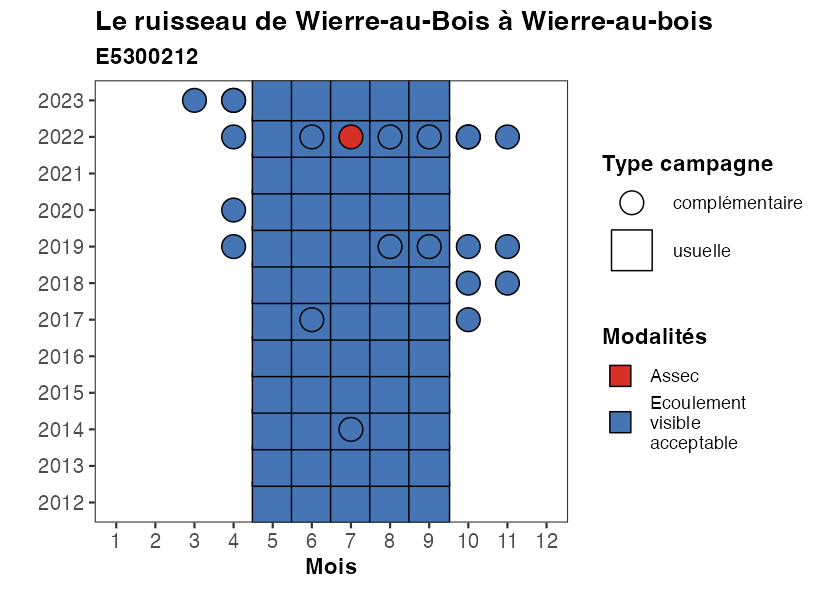 Le ruisseau de Wierre-au-Bois à Wierre-au-bois
E5300212
2023
2022
2021
2020
2019
2018
2017
2016
2015
2014
2013
2012
1 2 3 4 5 6 7 8 9 10 11 12
Mois
Type campagne
complémentaire
usuelle
Modalités
Assec
Ecoulement
visible
acceptable